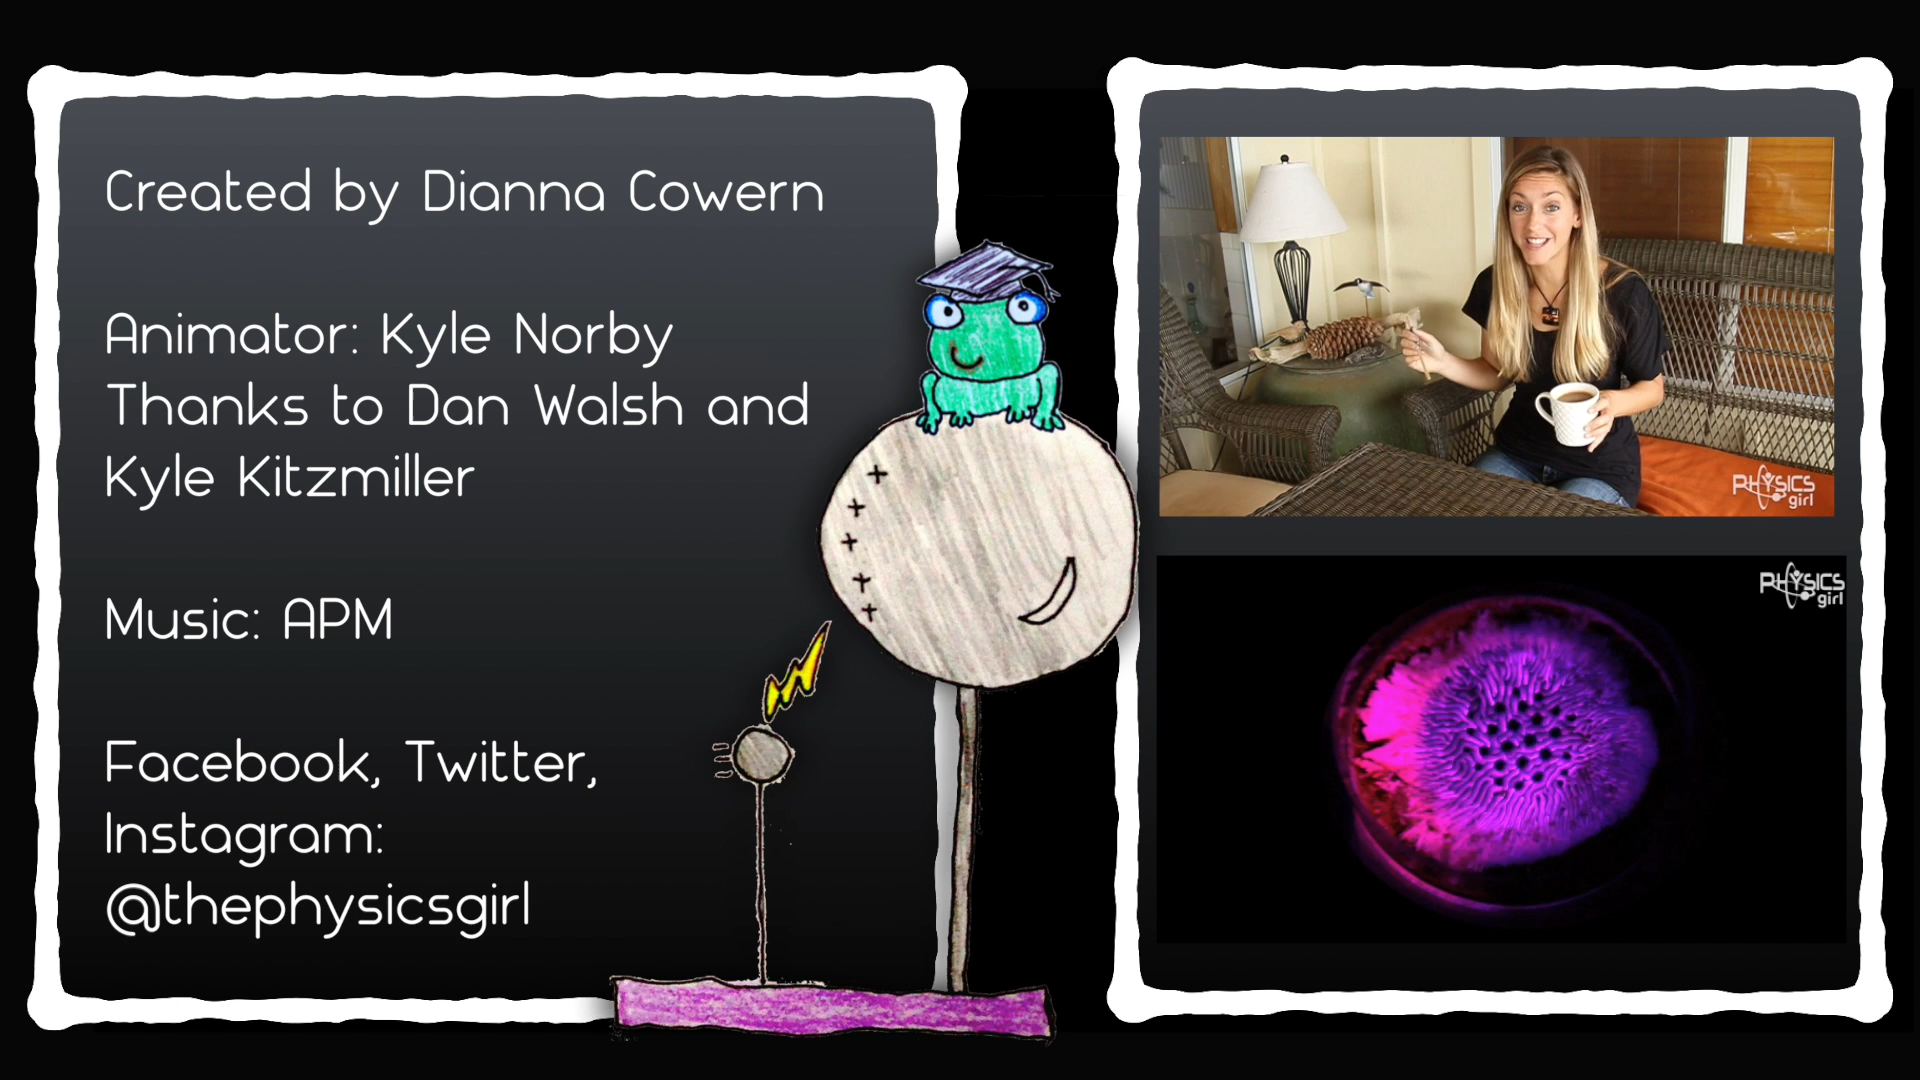 Created by Dianna Cowern
Animator: Kyle Norby
Thanks to Dan Walsh and
Kyle Kitzmiller
Music: APM
Facebook, Twitter,
Instagram:
@thephysicsgirl
+
+
+
+
+
PHYSICS
girl
PHYSICS
girl